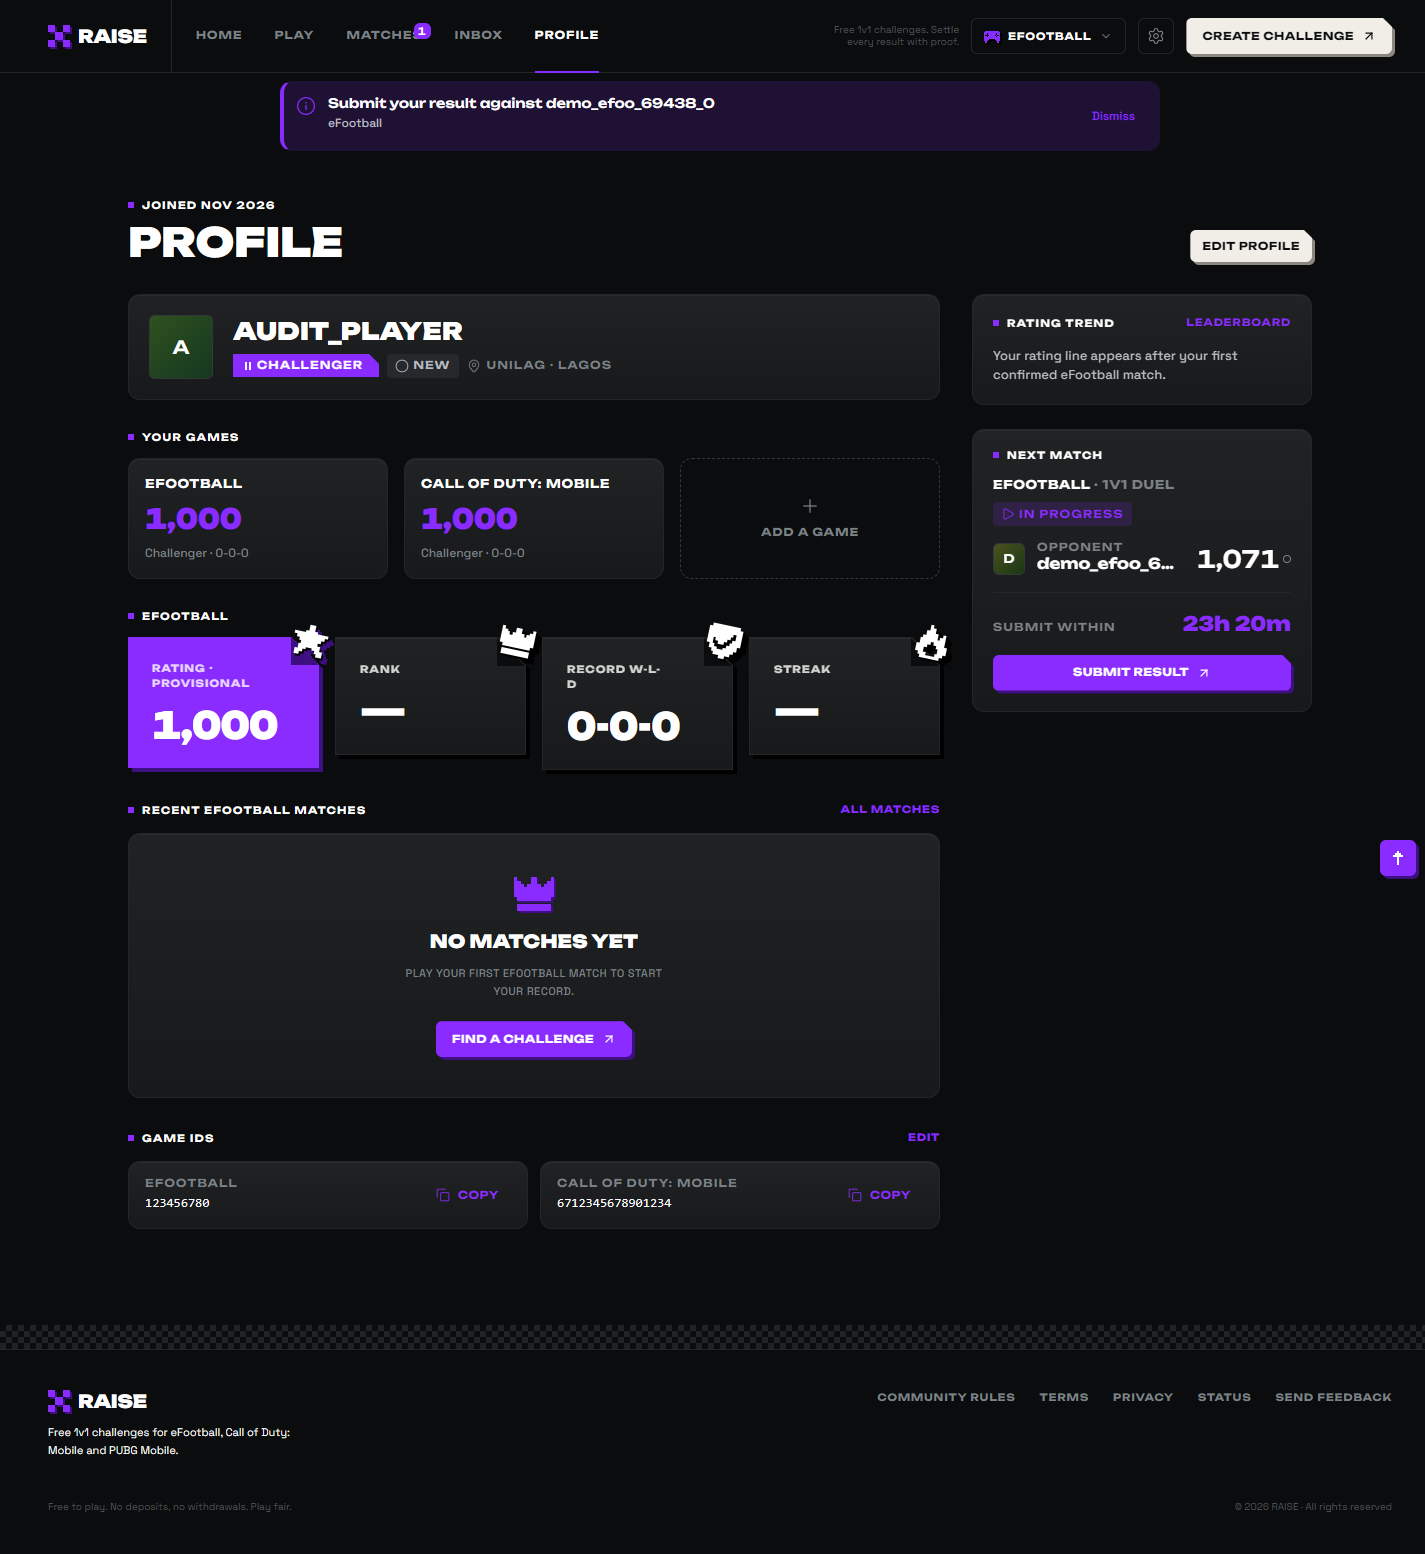 RAISE
HOME
PLAY
MATCHES
1
INBOX
PROFILE
Free 1v1 challenges. Settle
every result with proof.
EFOOTBALL
CREATE CHALLENGE
Submit your result against demo_efoo_69438_0
eFootball
Dismiss
JOINED NOV 2026
PROFILE
EDIT PROFILE
A
AUDIT_PLAYER
CHALLENGER
NEW
UNILAG · LAGOS
YOUR GAMES
EFOOTBALL
1,000
Challenger · 0-0-0
CALL OF DUTY: MOBILE
1,000
Challenger · 0-0-0
ADD A GAME
EFOOTBALL
RATING ·
PROVISIONAL
1,000
RANK
—
RECORD W-L-
D
0-0-0
STREAK
—
RECENT EFOOTBALL MATCHES
ALL MATCHES
NO MATCHES YET
PLAY YOUR FIRST EFOOTBALL MATCH TO START
YOUR RECORD.
FIND A CHALLENGE
GAME IDS
EDIT
EFOOTBALL
123456780
COPY
CALL OF DUTY: MOBILE
6712345678901234
COPY
RATING TREND
LEADERBOARD
Your rating line appears after your first
confirmed eFootball match.
NEXT MATCH
EFOOTBALL · 1V1 DUEL
IN PROGRESS
D
OPPONENT
demo_efoo_6...
1,071
SUBMIT WITHIN
23h 20m
SUBMIT RESULT
RAISE
Free 1v1 challenges for eFootball, Call of Duty:
Mobile and PUBG Mobile.
COMMUNITY RULES
TERMS
PRIVACY
STATUS
SEND FEEDBACK
Free to play. No deposits, no withdrawals. Play fair.
© 2026 RAISE · All rights reserved